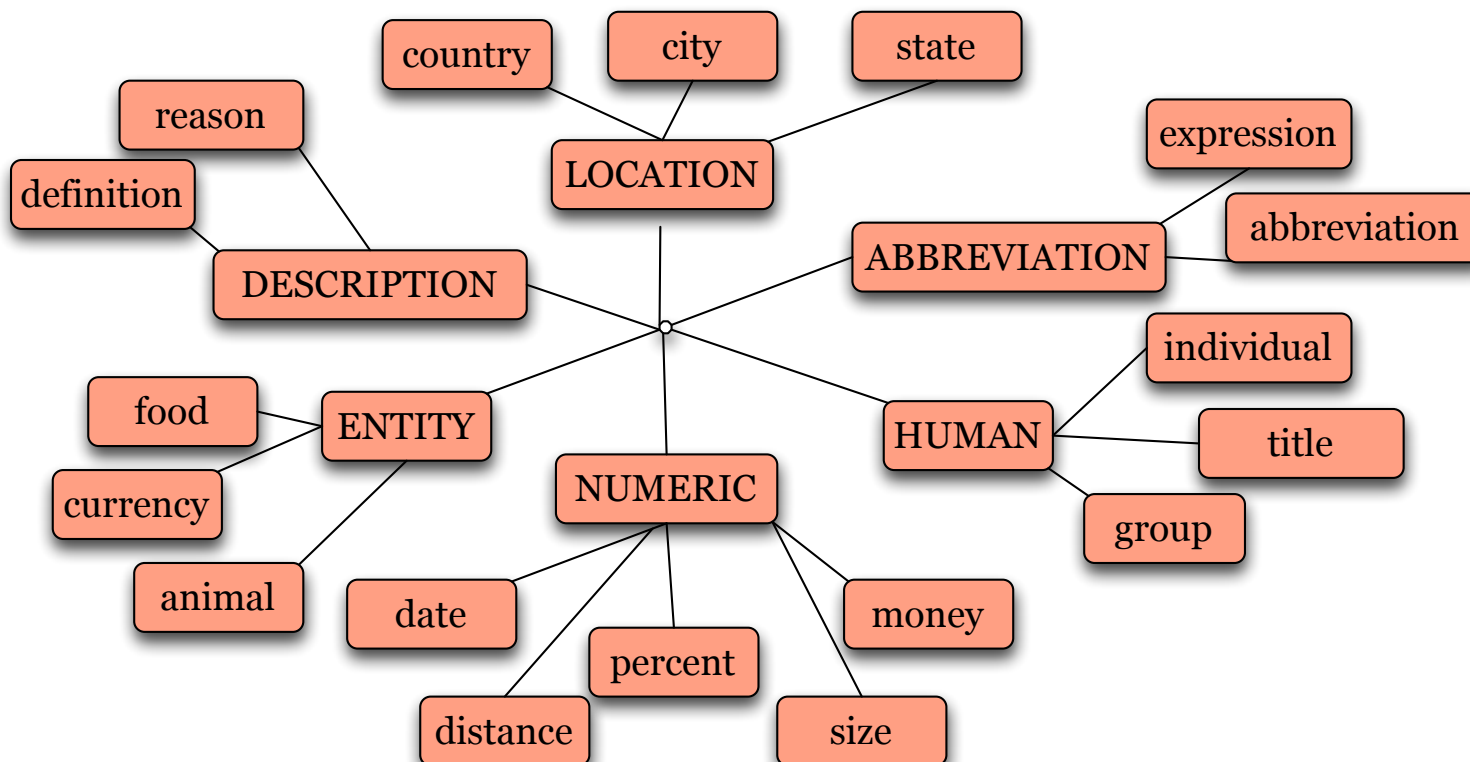 country
city
state
reason
definition
LOCATION
expression
abbreviation
DESCRIPTION
ABBREVIATION
individual
food
ENTITY
HUMAN
title
currency
NUMERIC
group
animal
date
money
percent
distance
size